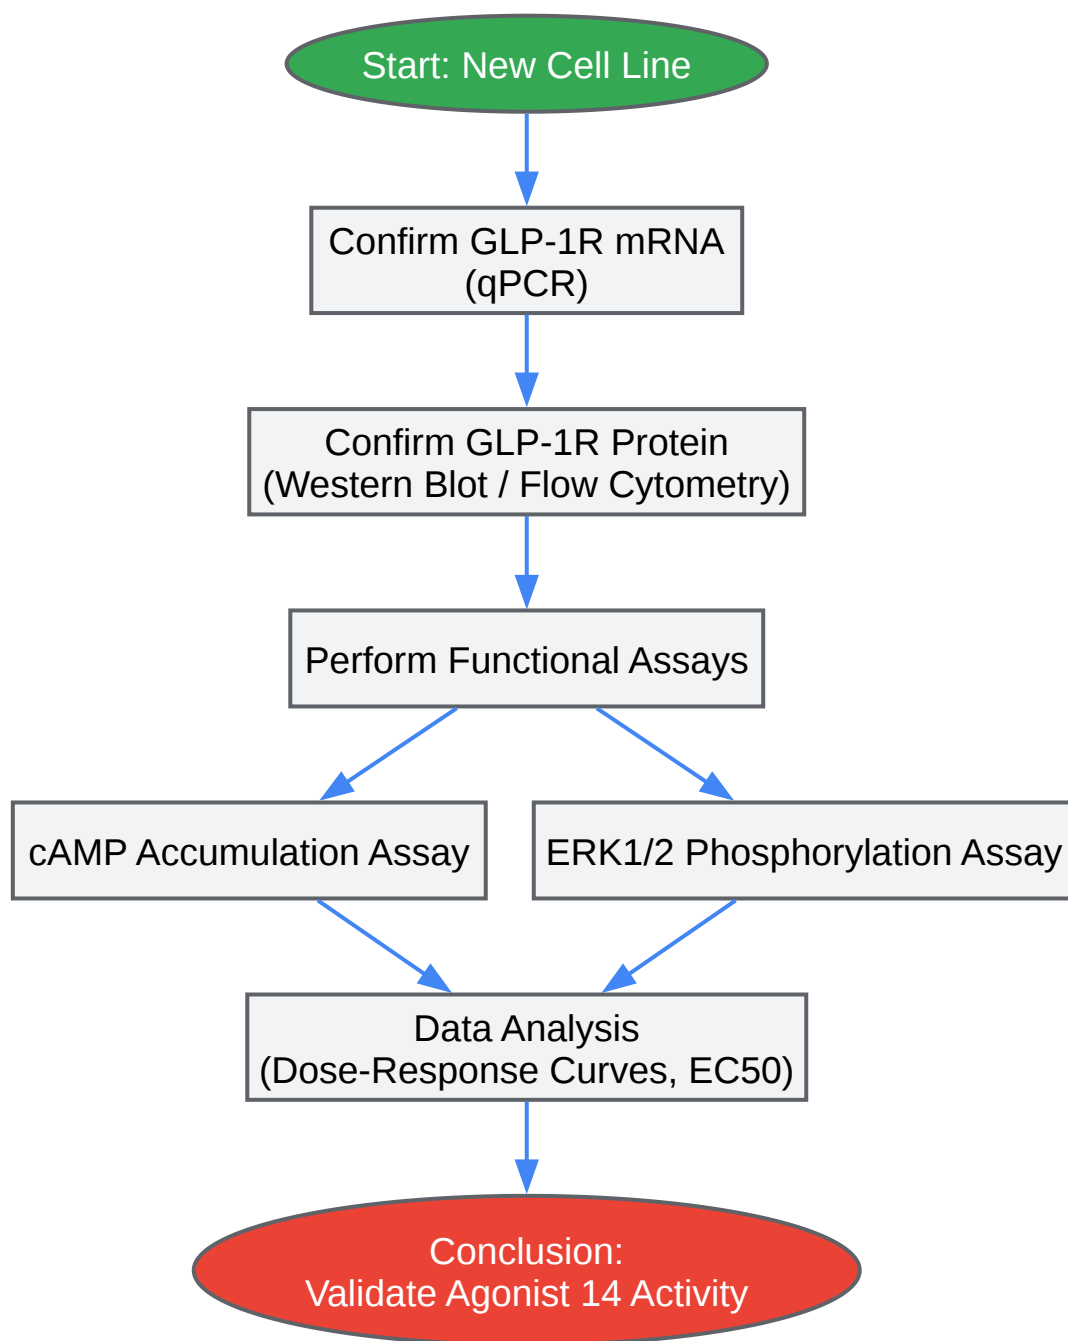 Start: New Cell Line
Confirm GLP-1R mRNA
(qPCR)
Confirm GLP-1R Protein
(Western Blot / Flow Cytometry)
Perform Functional Assays
cAMP Accumulation Assay
ERK1/2 Phosphorylation Assay
Data Analysis
(Dose-Response Curves, EC50)
Conclusion:
Validate Agonist 14 Activity